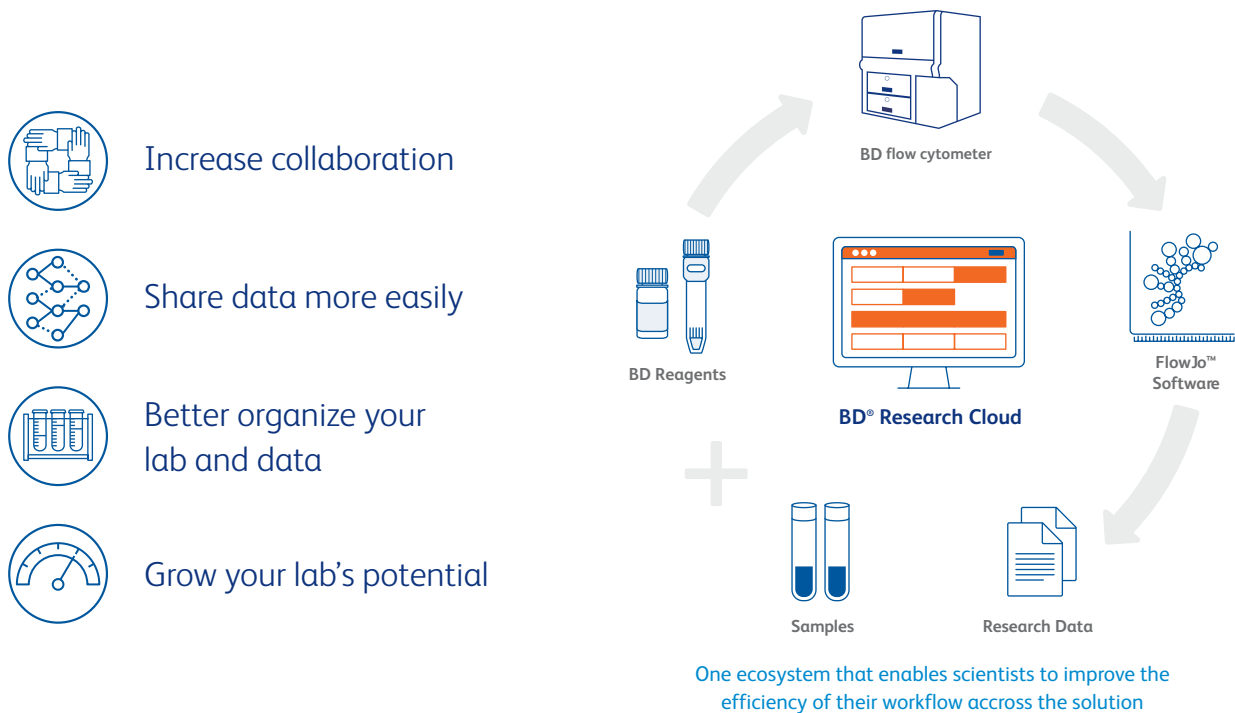 Increase collaboration
Share data more easily
Better organize your
lab and data
Grow your lab's potential
BD flow cytometer
BD Reagents
FlowJo™
Software
BD® Research Cloud
Samples
Research Data
One ecosystem that enables scientists to improve the
efficiency of their workflow accross the solution